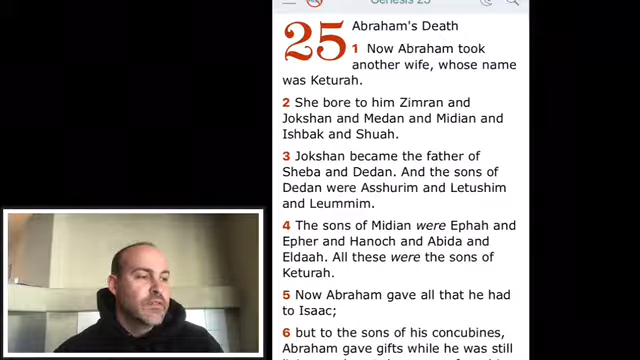 Genesis 25
25
Abraham's Death
1 Now Abraham took
another wife, whose name
was Keturah.
2 She bore to him Zimran and
Jokshan and Medan and Midian and
Ishbak and Shuah.
3 Jokshan became the father of
Sheba and Dedan. And the sons of
Dedan were Asshurim and Letushim
and Leummim.
4 The sons of Midian were Ephah and
Epher and Hanoch and Abida and
Eldaah. All these were the sons of
Keturah.
5 Now Abraham gave all that he had
to Isaac;
6 but to the sons of his concubines,
Abraham gave gifts while he was still